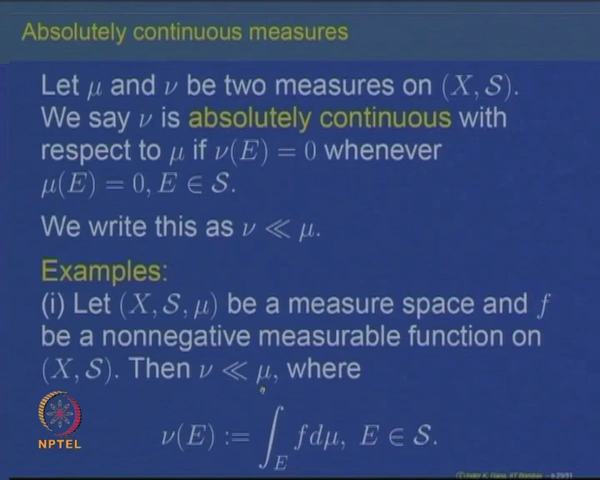 Absolutely continuous measures
Let μ and ν be two measures on (X, 𝒮).
We say ν is absolutely continuous with
respect to μ if ν(E) = 0 whenever
μ(E) = 0, E ∈ 𝒮.
We write this as ν ≪ μ.
Examples:
(i) Let (X, 𝒮, μ) be a measure space and f
be a nonnegative measurable function on
(X, 𝒮). Then ν ≪ μ, where
ν(E) := ∫_E fdμ, E ∈ 𝒮.
NPTEL